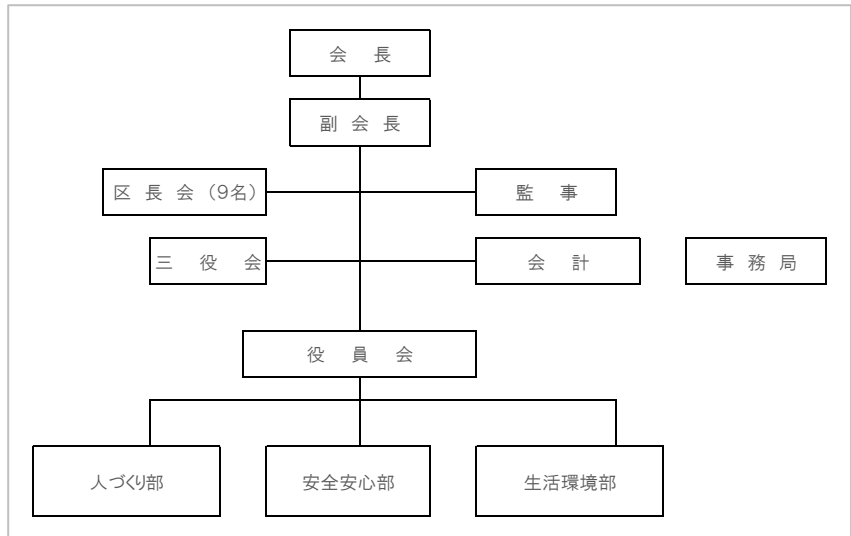 会　長
副 会 長
区 長 会 （9名）
監　事
三　役　会
会　計
事 務 局
役　員　会
人づくり部
安全安心部
生活環境部